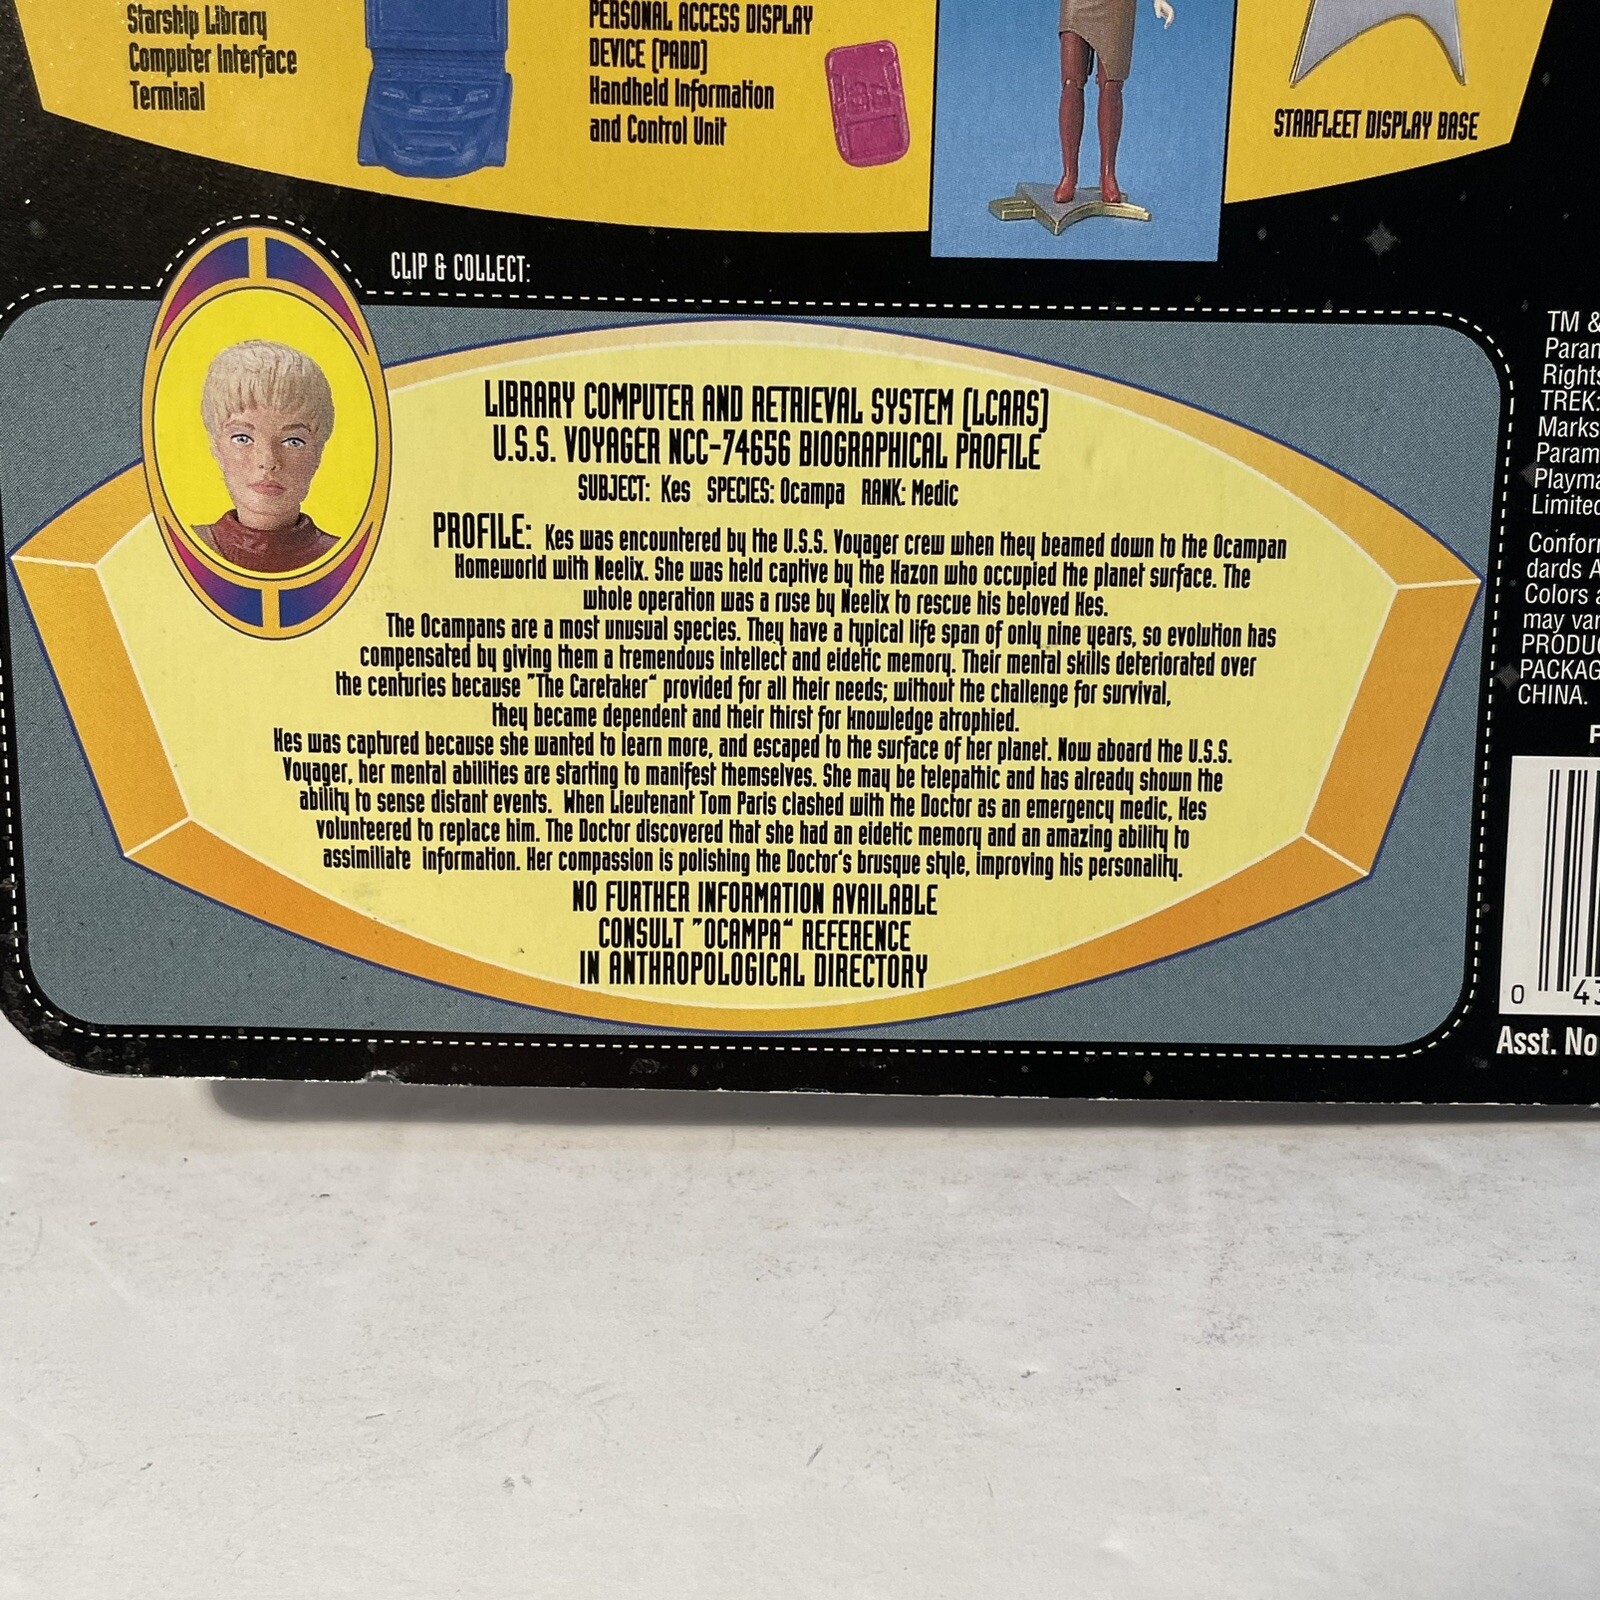 Starship Library
Computer Interface
Terminal
PERSONAL ACCESS DISPLAY
DEVICE (PADD)
Handheld Information
and Control Unit
STARFLEET DISPLAY BASE
CLIP & COLLECT:
LIBRARY COMPUTER AND RETRIEVAL SYSTEM (LCARS)
U.S.S. VOYAGER NCC-74656 BIOGRAPHICAL PROFILE
SUBJECT: Kes SPECIES: Ocampa RANK: Medic
PROFILE: Kes was encountered by the U.S.S. Voyager crew when they beamed down to the Ocampan
Homeworld with Neelix. She was held captive by the Kazon who occupied the planet surface. The
whole operation was a ruse by Neelix to rescue his beloved Kes.
The Ocampans are a most unusual species. They have a typical life span of only nine years, so evolution has
compensated by giving them a tremendous intellect and eidetic memory. Their mental skills deteriorated over
the centuries because "The Caretaker" provided for all their needs; without the challenge for survival,
they became dependent and their thirst for knowledge atrophied.
Kes was captured because she wanted to learn more, and escaped to the surface of her planet. Now aboard the U.S.S.
Voyager, her mental abilities are starting to manifest themselves. She may be telepathic and has already shown the
ability to sense distant events. When Lieutenant Tom Paris clashed with the Doctor as an emergency medic, Kes
volunteered to replace him. The Doctor discovered that she had an eidetic memory and an amazing ability to
assimiliate information. Her compassion is polishing the Doctor's brusque style, improving his personality.
NO FURTHER INFORMATION AVAILABLE
CONSULT "OCAMPA" REFERENCE
IN ANTHROPOLOGICAL DIRECTORY
TM &
Rights
TREK:
Marks
Limited
dards A
Colors a
may var
CHINA.
0 43
Asst. No